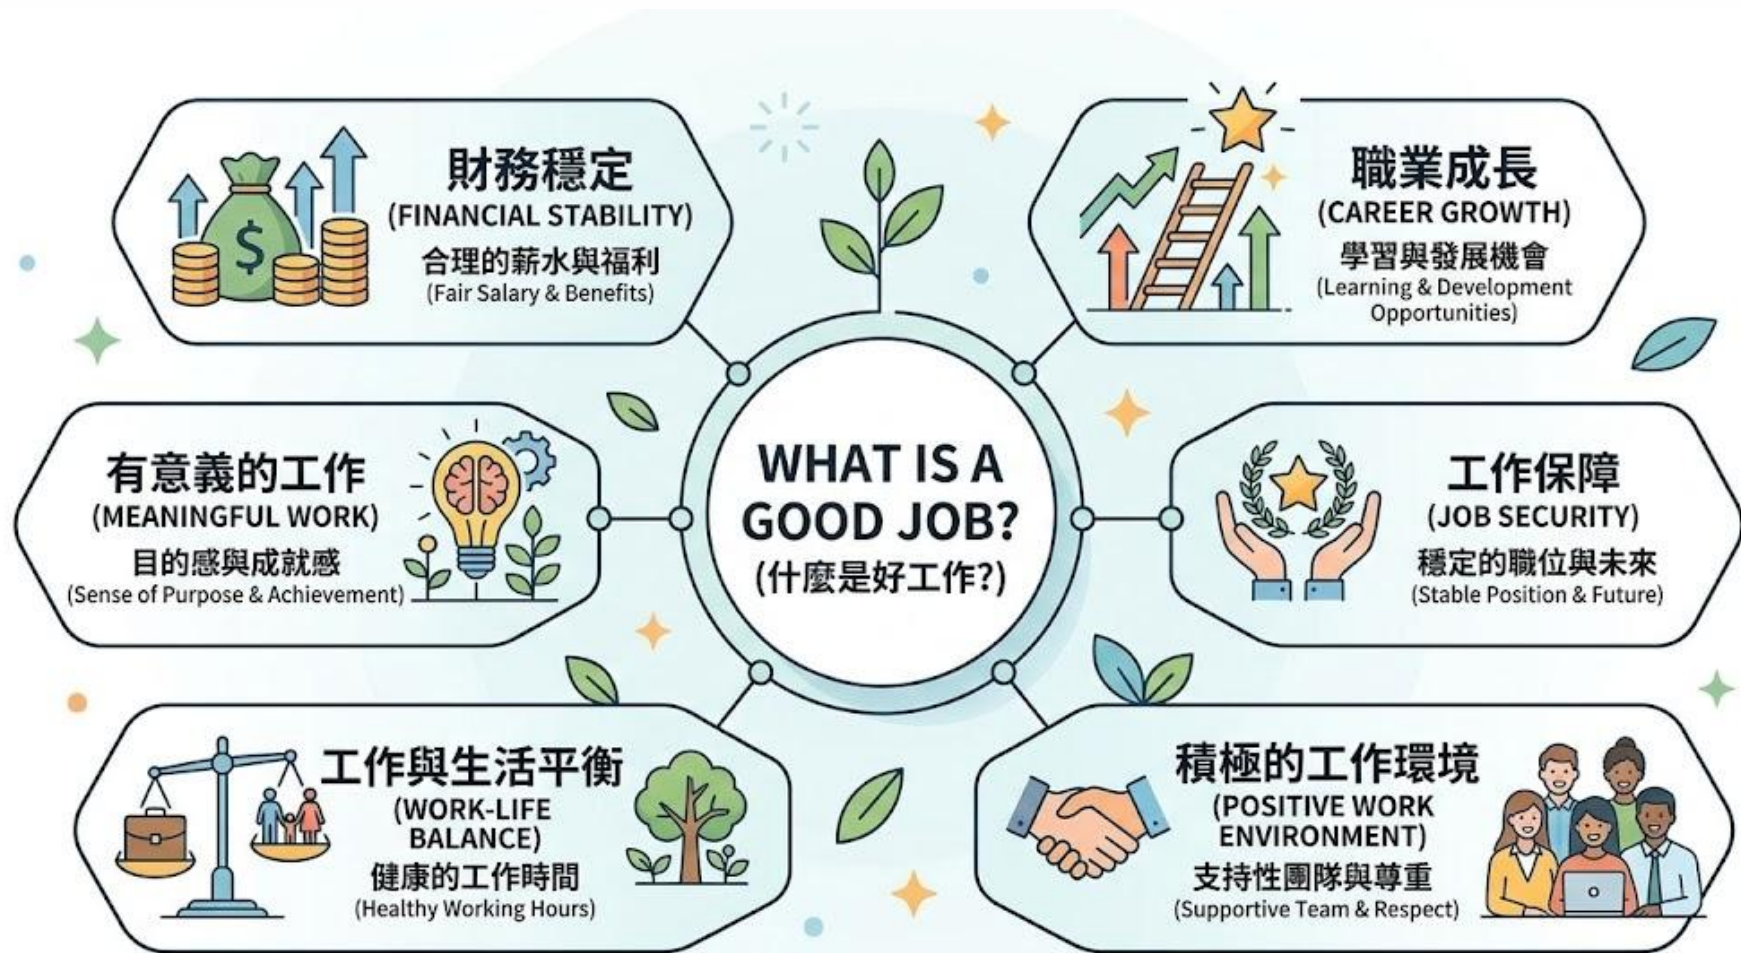 財務穩定
(FINANCIAL STABILITY)
合理的薪水與福利
(Fair Salary & Benefits)
職業成長
(CAREER GROWTH)
學習與發展機會
(Learning & Development
Opportunities)
有意義的工作
(MEANINGFUL WORK)
目的感與成就感
(Sense of Purpose & Achievement)
WHAT IS A
GOOD JOB?
(什麼是好工作?)
工作保障
(JOB SECURITY)
穩定的職位與未來
(Stable Position & Future)
工作與生活平衡
(WORK-LIFE
BALANCE)
健康的工作時間
(Healthy Working Hours)
積極的工作環境
(POSITIVE WORK
ENVIRONMENT)
支持性團隊與尊重
(Supportive Team & Respect)
$